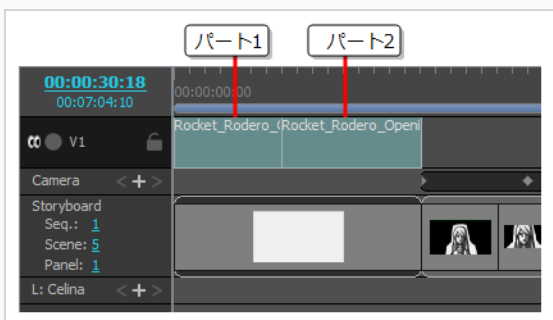 パート1 パート2
00:00:30:18
00:07:04:10
00:00:00:00
V1
Rocket_Rodero_( Rocket_Rodero_Openi
Camera < + >
Storyboard
Seq.: 1
Scene: 5
Panel: 1
L: Celina < + >